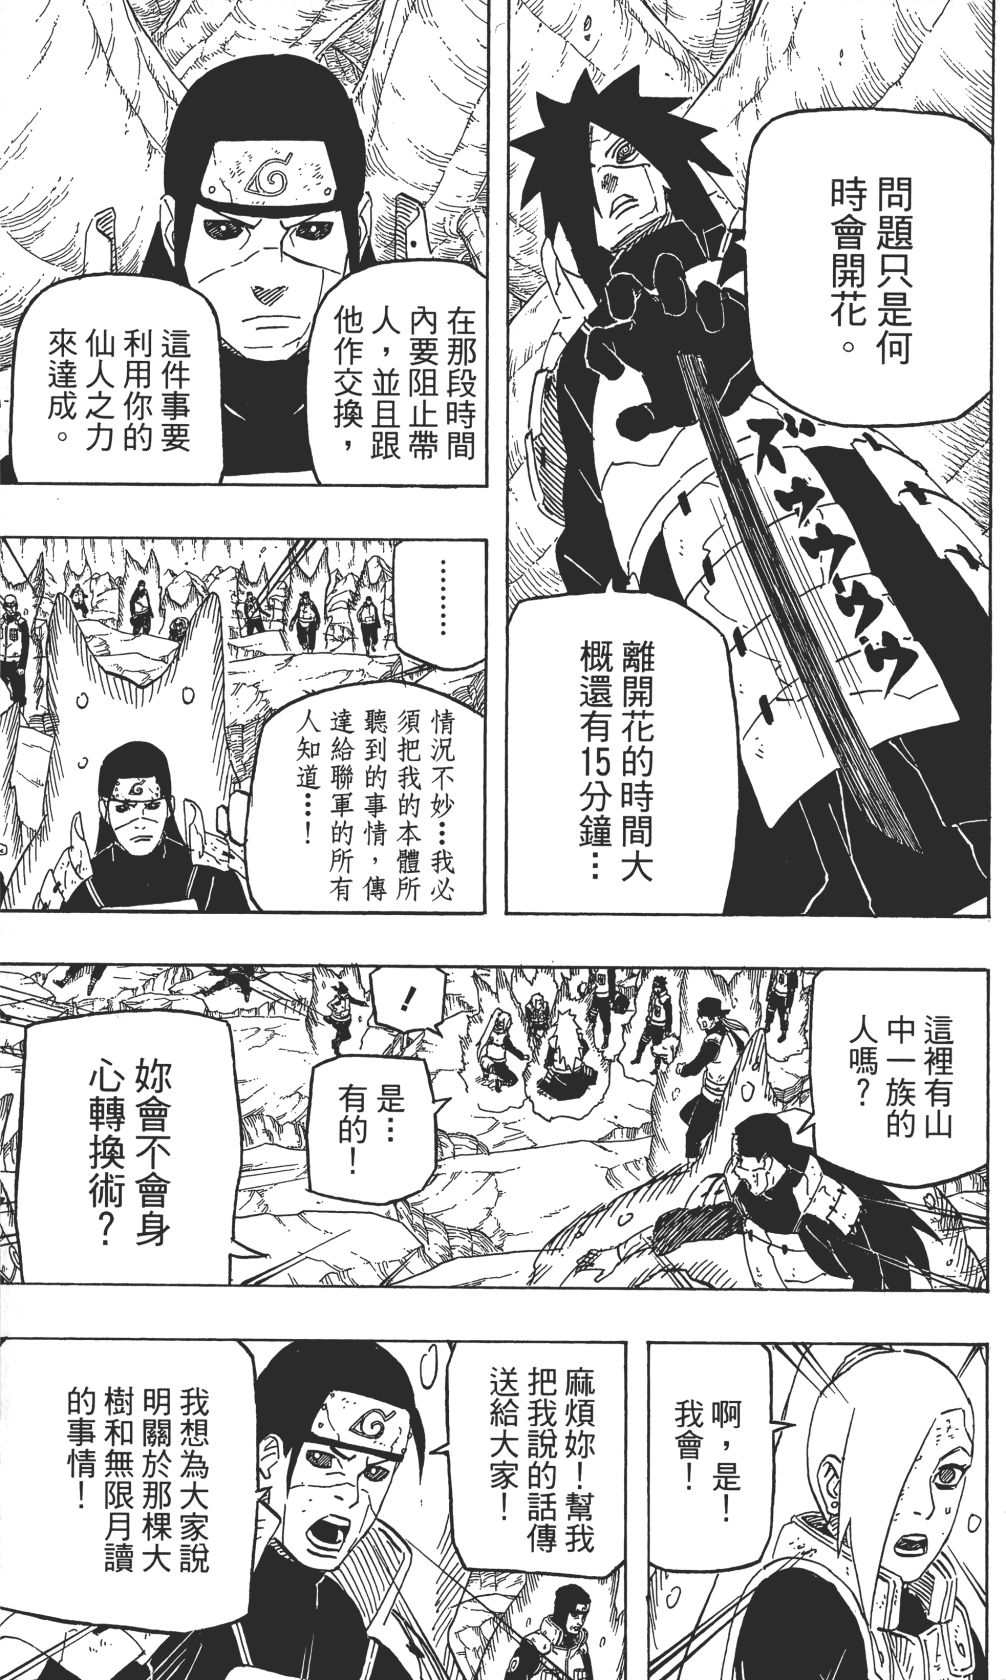 問題只是何
時會開花。
ズウウウウ
離開花的時間大
概還有15分鐘…
在那段時間
內要阻止帶
人，並且跟
他作交換，
這件事要
利用你的
仙人之力
來達成。
………
情況不妙…我必
須把我的本體所
聽到的事情，傳
達給聯軍的所有
人知道…！
這裡有山
中一族的
人嗎？
！
是…
有的！
妳會不會身
心轉換術？
啊，是！
我會！
麻煩妳！幫我
把我說的話傳
送給大家！
我想為大家說
明關於那棵大
樹和無限月讀
的事情！